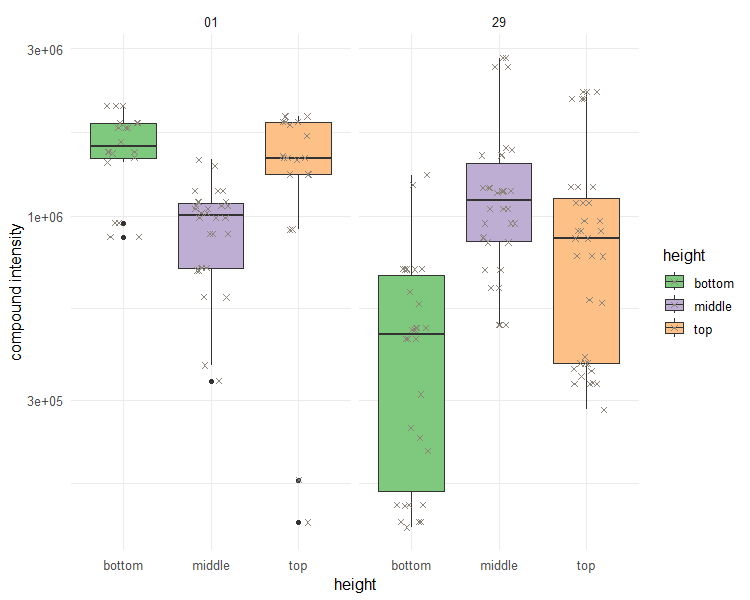 01 29
3e+06
1e+06
3e+05
compound intensity
bottom middle top bottom middle top
height
height
bottom
middle
top